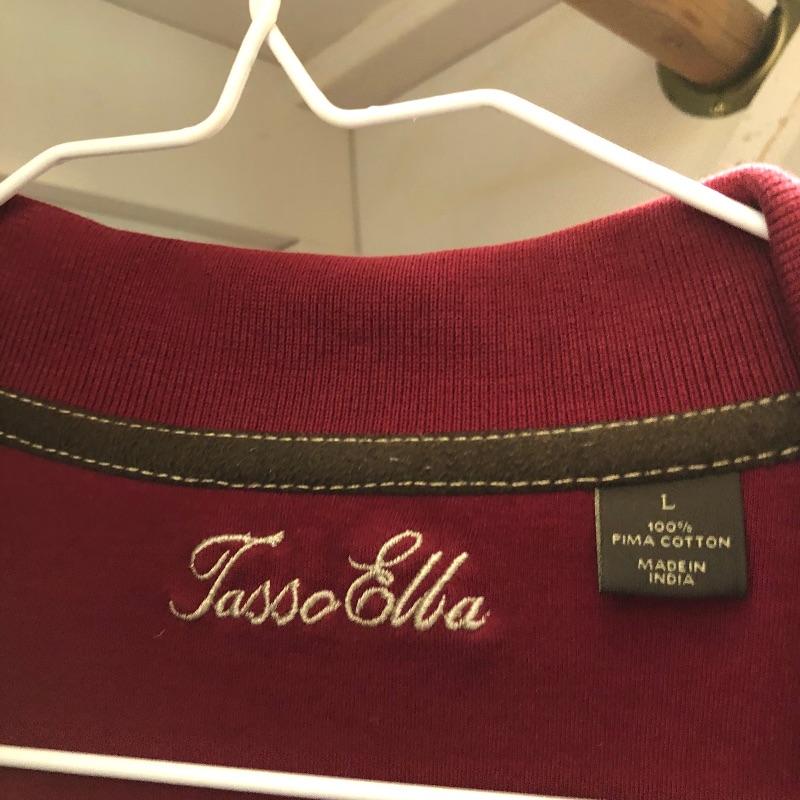 Tasso Elba
L
100%
PIMA COTTON
MADE IN
INDIA